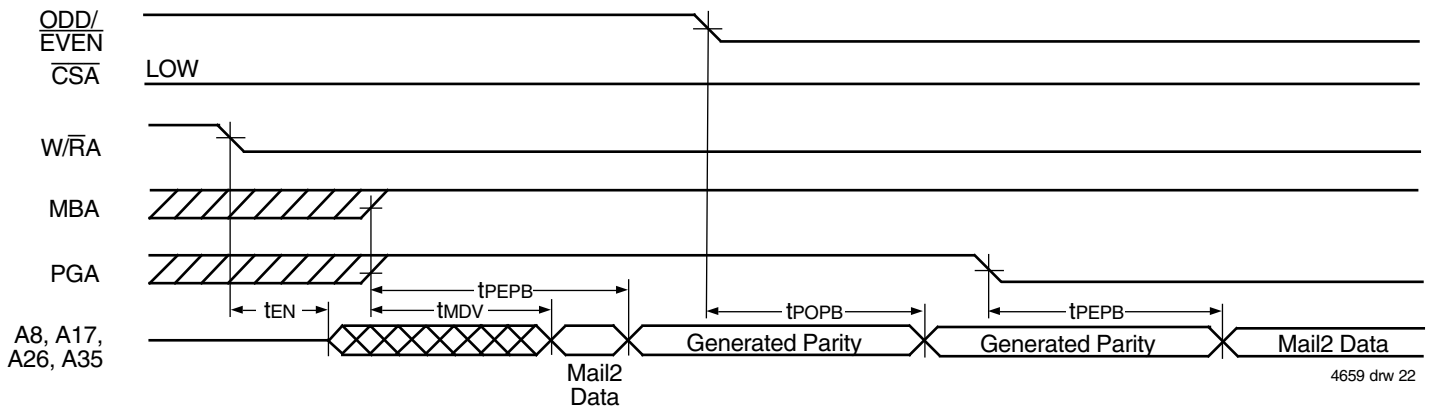 ODD/
EVEN
CSA LOW
W/RA
MBA
PGA
tPEPB
tEN tMDV tPOPB tPEPB
A8, A17,
A26, A35
Generated Parity Generated Parity Mail2 Data
Mail2
Data
4659 drw 22